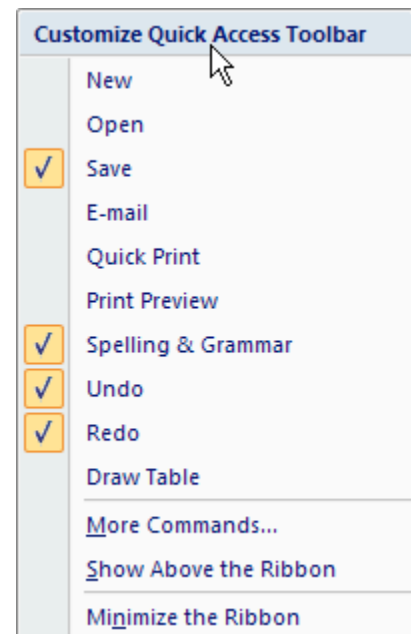 Customize Quick Access Toolbar
New
Open
Save
E-mail
Quick Print
Print Preview
Spelling & Grammar
Undo
Redo
Draw Table
More Commands...
Show Above the Ribbon
Minimize the Ribbon